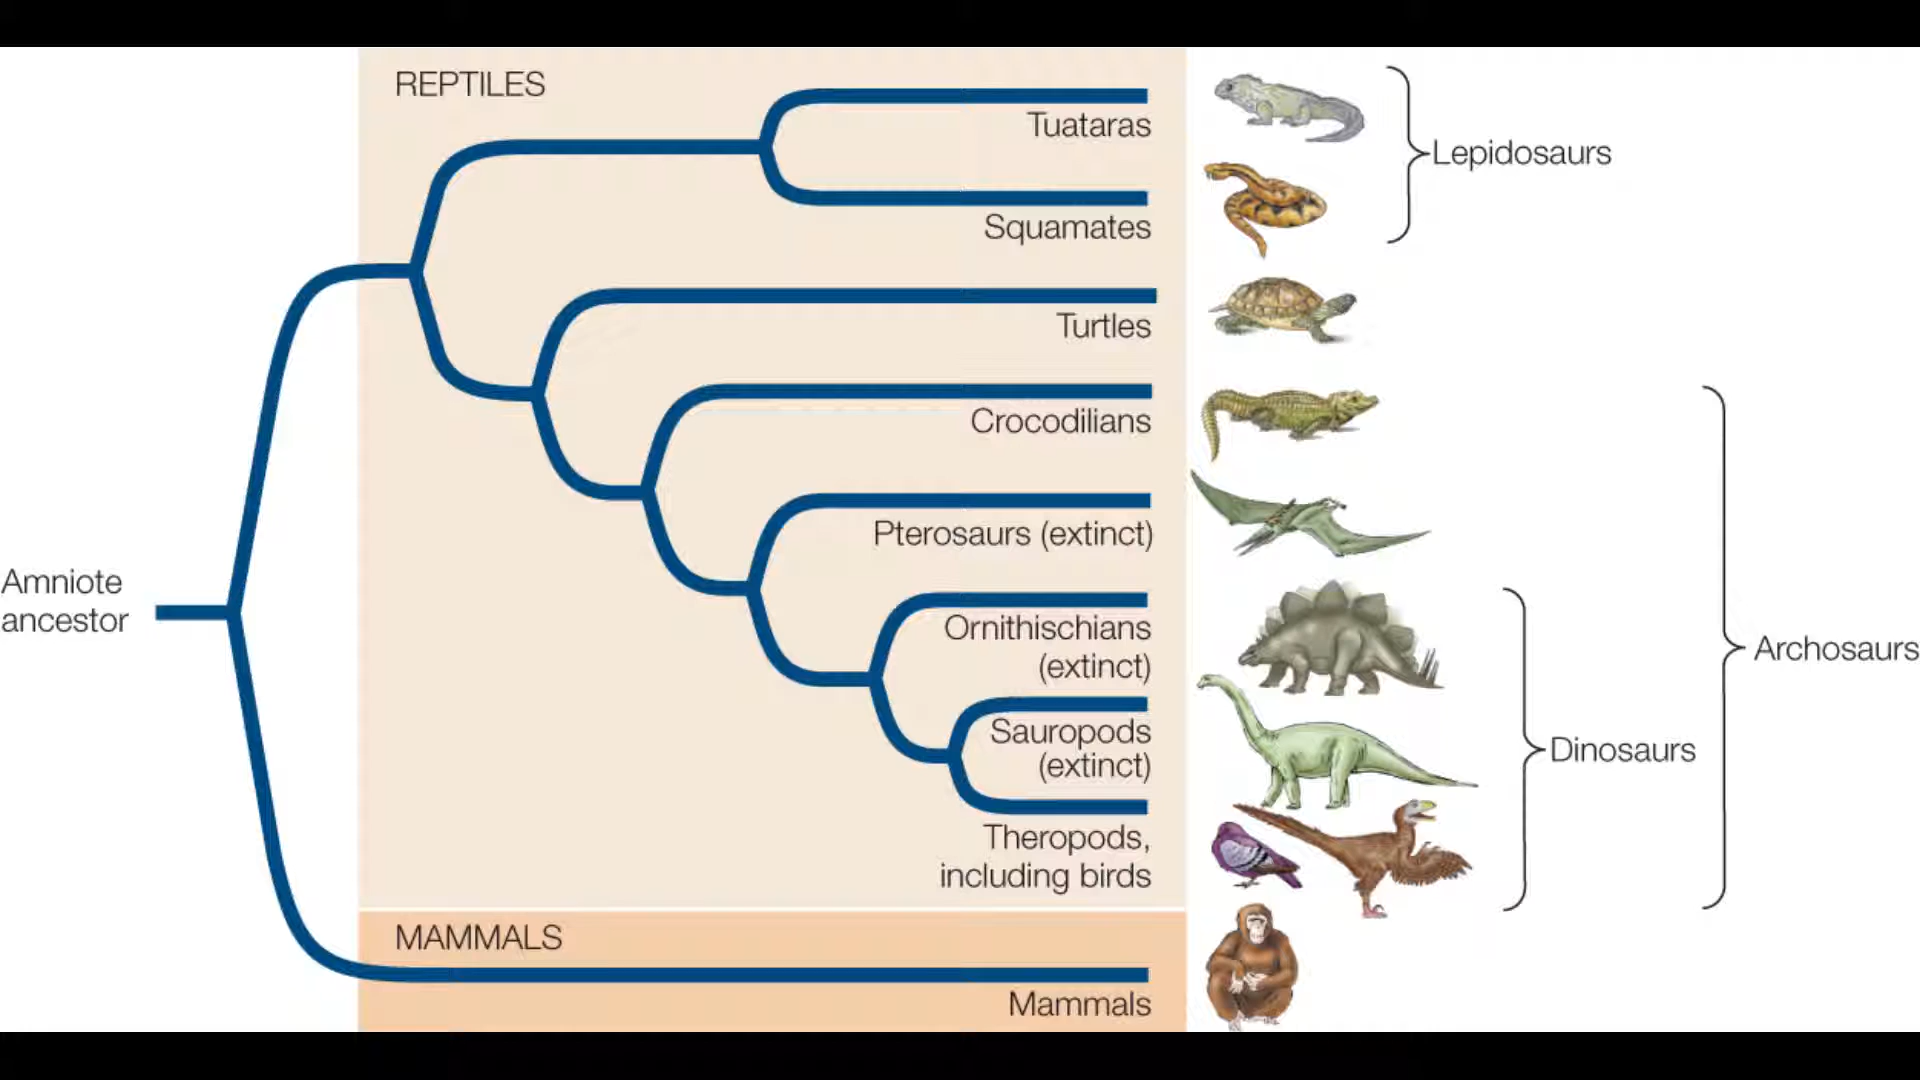 REPTILES
Tuataras
Lepidosaurs
Squamates
Turtles
Crocodilians
Pterosaurs (extinct)
Amniote
ancestor
Ornithischians
(extinct)
Archosaurs
Sauropods
(extinct)
Dinosaurs
Theropods,
including birds
MAMMALS
Mammals